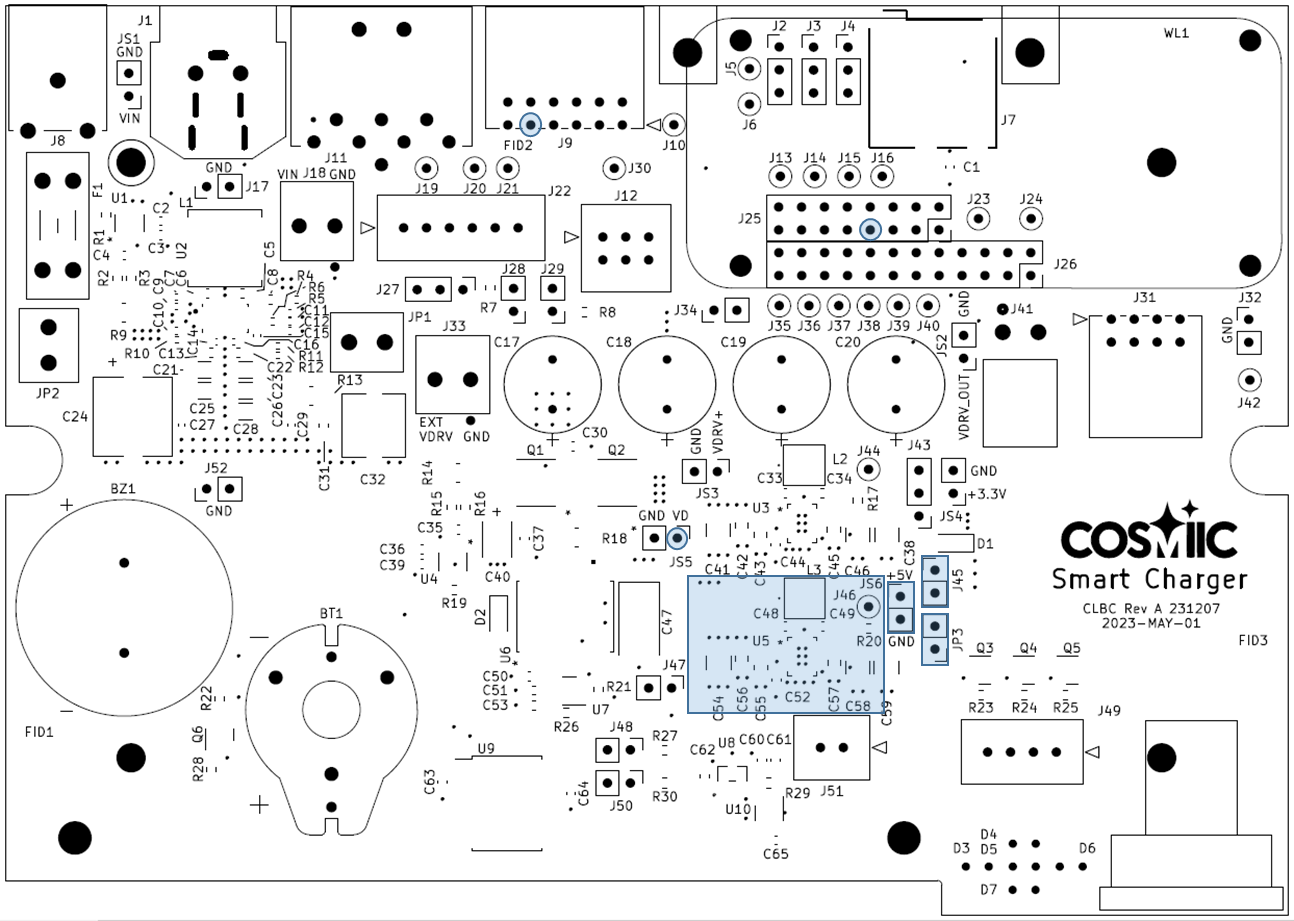 J1
JS1
GND
VIN
J8
J11
FID2
J9
J10
J5
J6
J2
J3
J4
WL1
J7
C1
GND
J17
VIN
J18
GND
J19
J20
J21
J22
J30
J12
J13
J14
J15
J16
J25
J23
J24
J26
F1
U1
L1
C2
R1
C3
C4
U2
C5
R2
R3
C7
C6
C8
R4
R6
R5
C9
C10
C11
C12
C14
C15
C16
R9
R10
C13
R11
R12
C21
C22
C23
R13
J27
JP1
R7
J28
J29
R8
J34
J35
J36
J37
J38
J39
J40
GND
JS2
VDRV_OUT
J41
J31
J32
GND
J42
JP2
C24
C25
C26
C27
C28
C29
C31
C32
J33
EXT
VDRV
GND
C17
C18
C19
C20
C30
Q1
Q2
GND
VDRV+
JS3
L2
C33
C34
J44
R17
J43
GND
+3.3V
JS4
J52
GND
BZ1
R14
R15
R16
C35
C36
C39
U4
C37
C40
R19
R18
GND
VD
JS5
U3
C41
C42
C43
C44
C45
C46
C38
D1
L3
J46
JS6
+5V
GND
J45
JP3
C48
C49
R20
U5
C52
C54
C56
C55
C57
C58
C59
COSMIIC
Smart Charger
CLBC Rev A 231207
2023-MAY-01
FID3
BT1
D2
U6
C47
C50
C51
C53
R21
J47
U7
R26
R22
Q6
R28
FID1
U9
C63
C64
J48
J50
R27
R30
C62
U8
C60
C61
R29
U10
C65
J51
Q3
Q4
Q5
R23
R24
R25
J49
D4
D3
D5
D6
D7